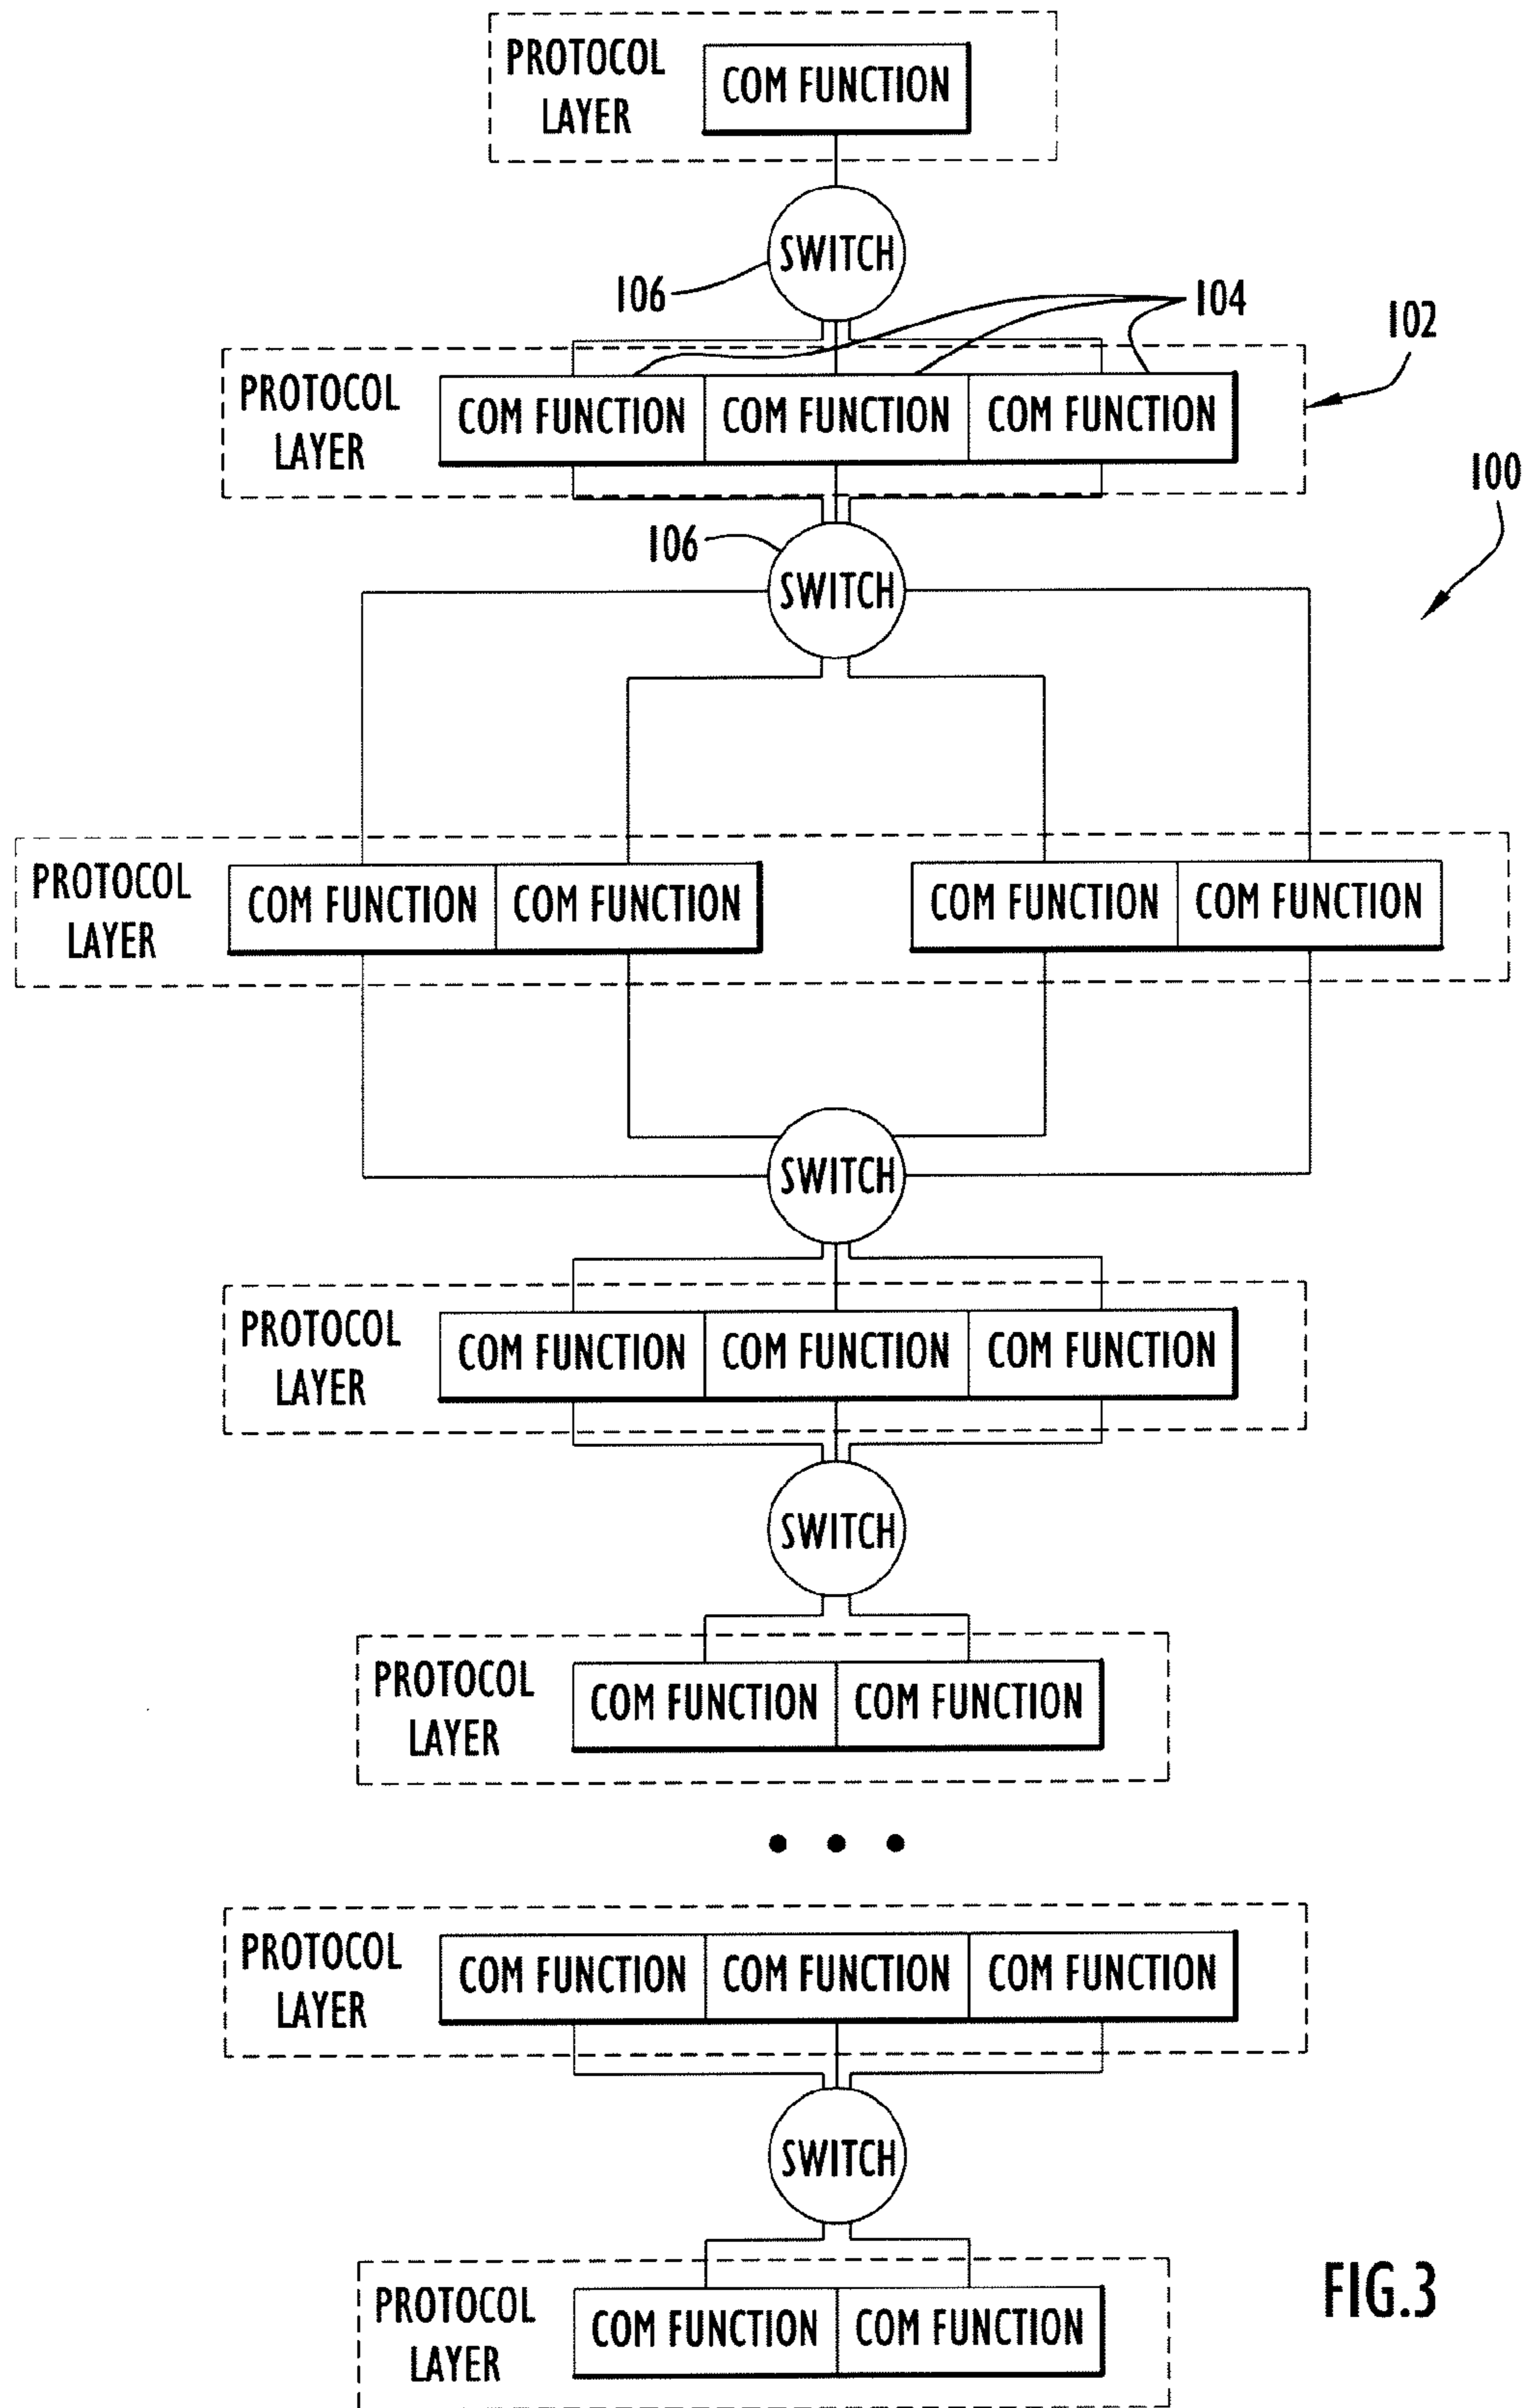 PROTOCOL
LAYER
COM FUNCTION
SWITCH
106
104
102
PROTOCOL
LAYER
COM FUNCTION COM FUNCTION COM FUNCTION
100
106
SWITCH
PROTOCOL
LAYER
COM FUNCTION COM FUNCTION COM FUNCTION COM FUNCTION
SWITCH
PROTOCOL
LAYER
COM FUNCTION COM FUNCTION COM FUNCTION
SWITCH
PROTOCOL
LAYER
COM FUNCTION COM FUNCTION
• • •
PROTOCOL
LAYER
COM FUNCTION COM FUNCTION COM FUNCTION
SWITCH
PROTOCOL
LAYER
COM FUNCTION COM FUNCTION
FIG.3